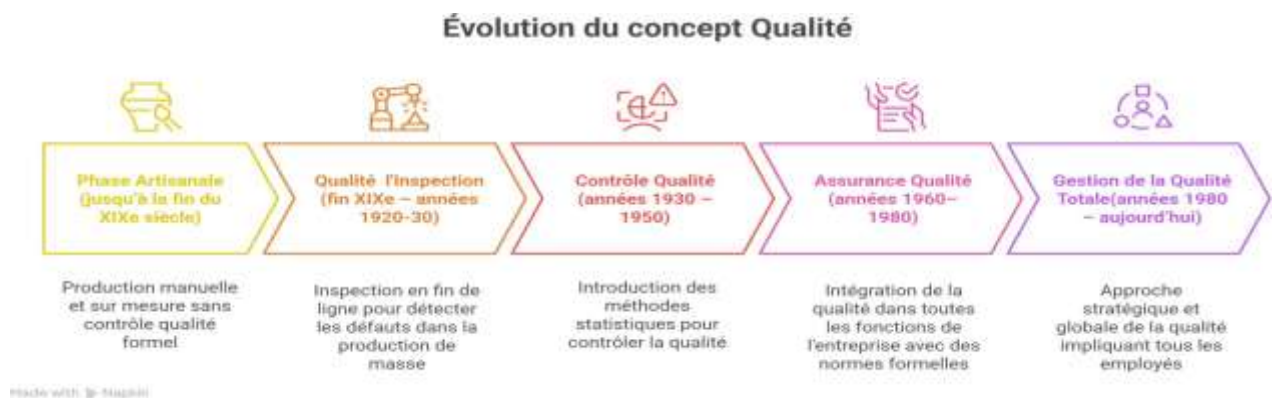 Évolution du concept Qualité
Phase Artisanale
(jusqu'à la fin du
XIXe siècle)
Production manuelle
et sur mesure sans
contrôle qualité
formel
Qualité l'Inspection
(fin XIXe – années
1920-30)
Inspection en fin de
ligne pour détecter
les défauts dans la
production de
masse
Contrôle Qualité
(années 1930 –
1950)
Introduction des
méthodes
statistiques pour
contrôler la qualité
Assurance Qualité
(années 1960–
1980)
Intégration de la
qualité dans toutes
les fonctions de
l'entreprise avec des
normes formelles
Gestion de la Qualité
Totale(années 1980
– aujourd'hui)
Approche
stratégique et
globale de la qualité
impliquant tous les
employés
Made with Napkin